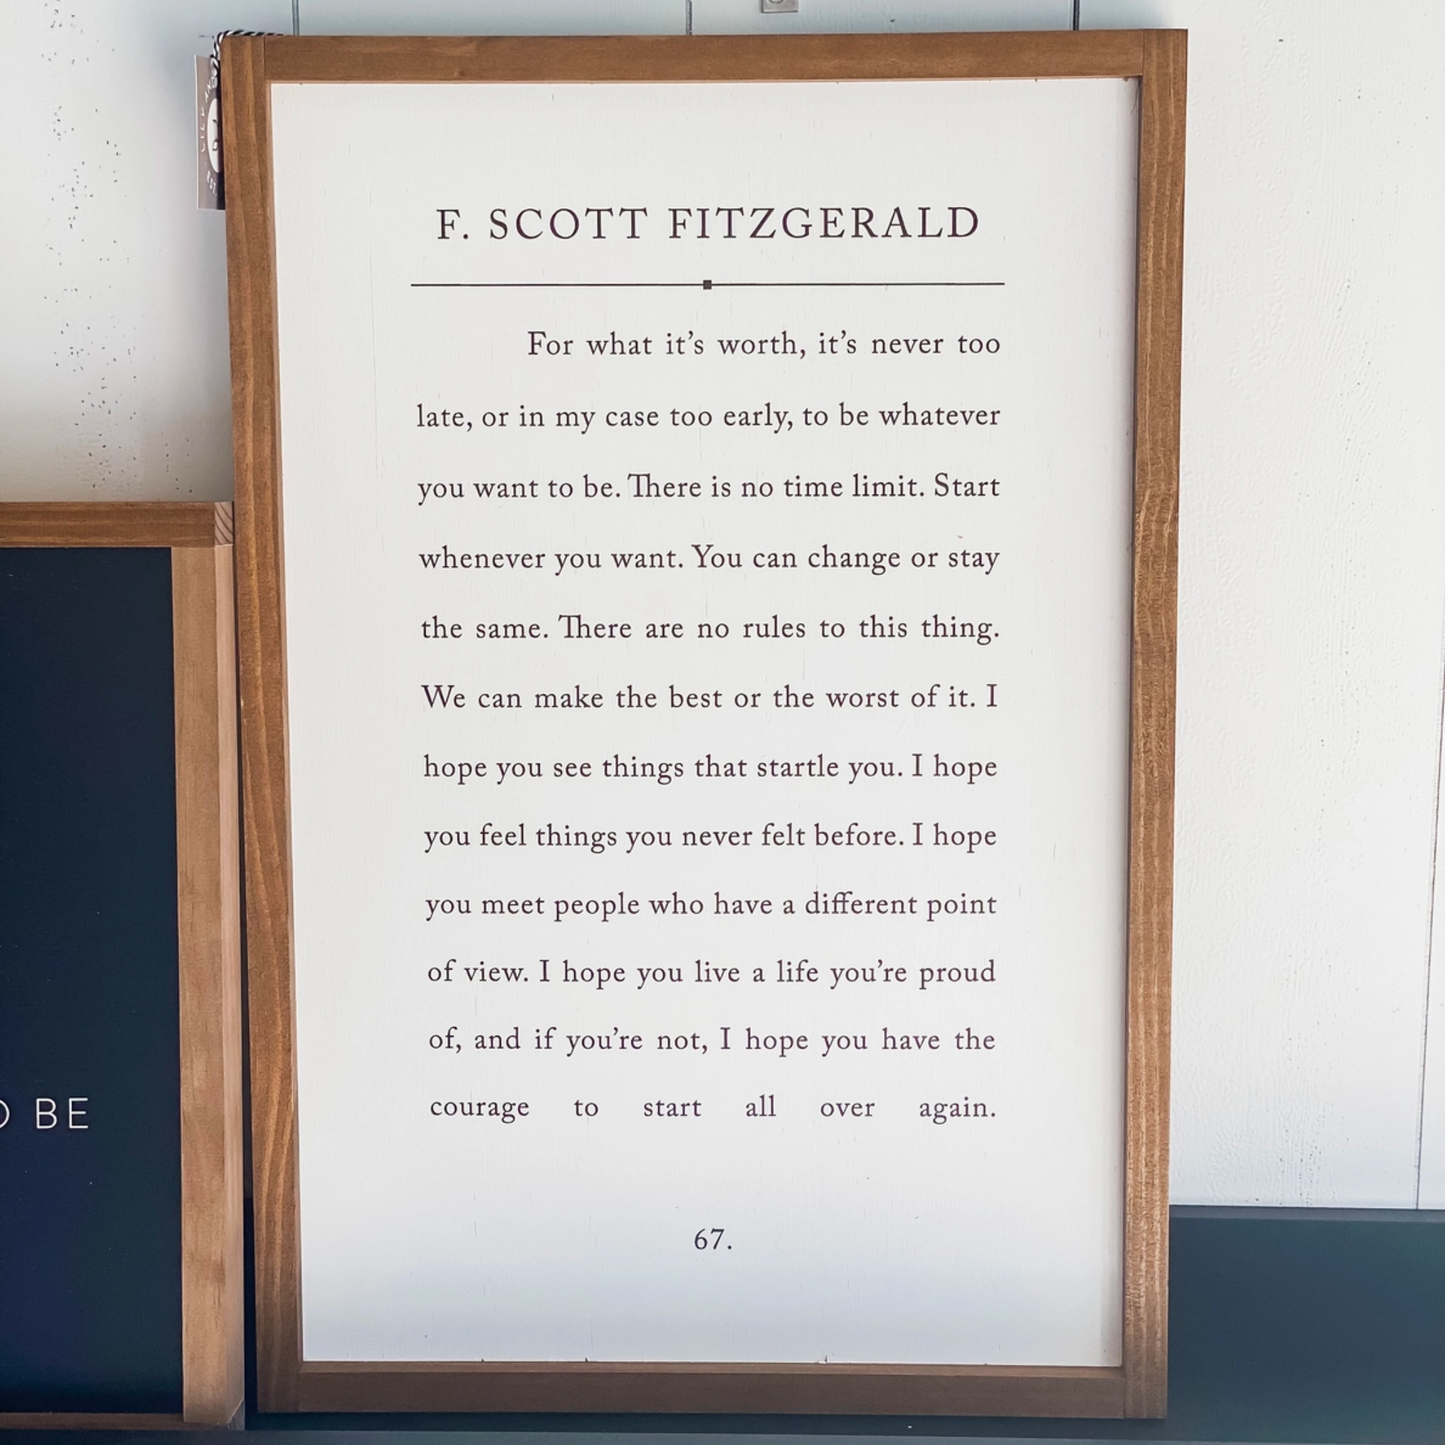 F. SCOTT FITZGERALD
For what it’s worth, it’s never too
late, or in my case too early, to be whatever
you want to be. There is no time limit. Start
whenever you want. You can change or stay
the same. There are no rules to this thing.
We can make the best or the worst of it. I
hope you see things that startle you. I hope
you feel things you never felt before. I hope
you meet people who have a different point
of view. I hope you live a life you’re proud
of, and if you’re not, I hope you have the
courage to start all over again.
67.
BE